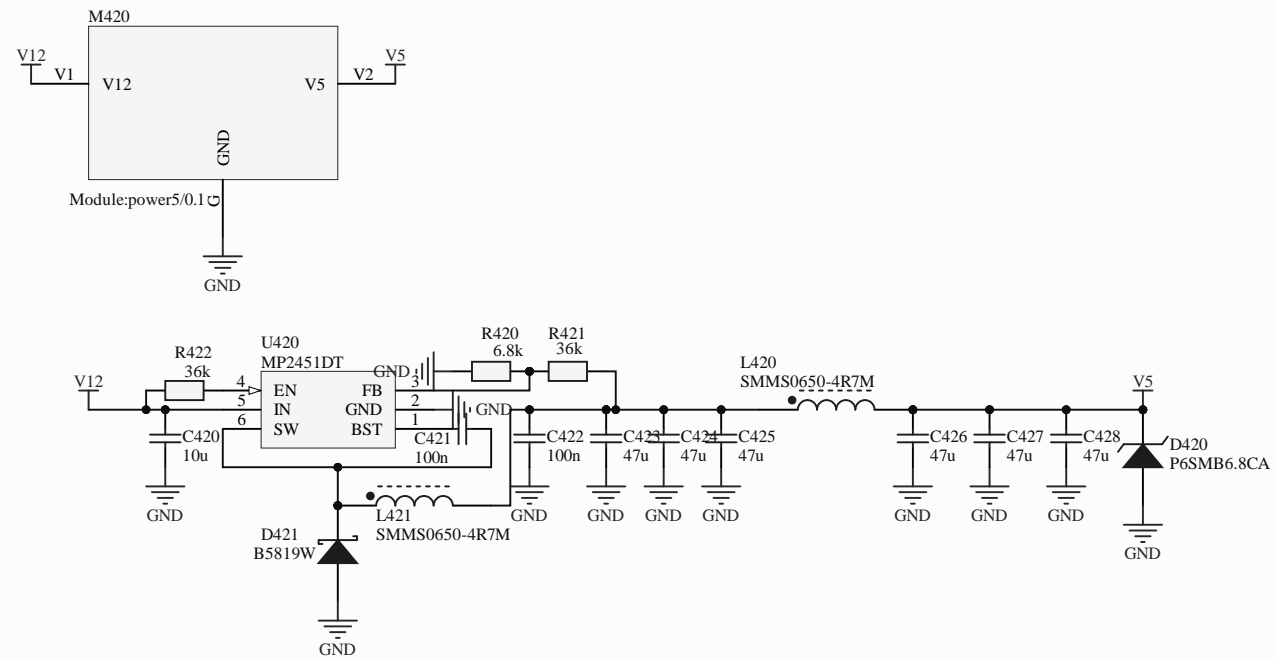 M420
V12
V1
V12
V5
V2
V5
GND
Module:power5/0.1
G
GND
U420
MP2451DT
R420
6.8k
R421
36k
R422
36k
L420
SMMS0650-4R7M
V12
V5
GND
4
EN
FB
3
5
IN
GND
2
GND
6
SW
BST
1
C420
10u
C421
100n
C422
100n
C423
47u
C424
47u
C425
47u
C426
47u
C427
47u
C428
47u
D420
P6SMB6.8CA
GND
GND
GND
GND
GND
GND
GND
GND
GND
L421
SMMS0650-4R7M
D421
B5819W
GND